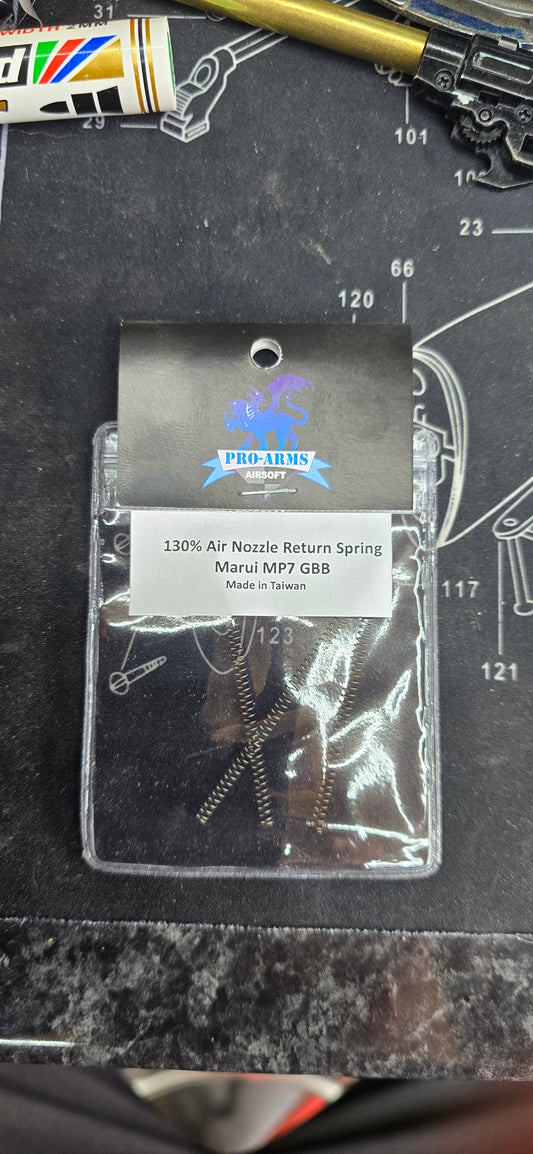 31
29
101
23
66
120
PRO-ARMS
AIRSOFT
130% Air Nozzle Return Spring
Marui MP7 GBB
Made in Taiwan
117
123
121